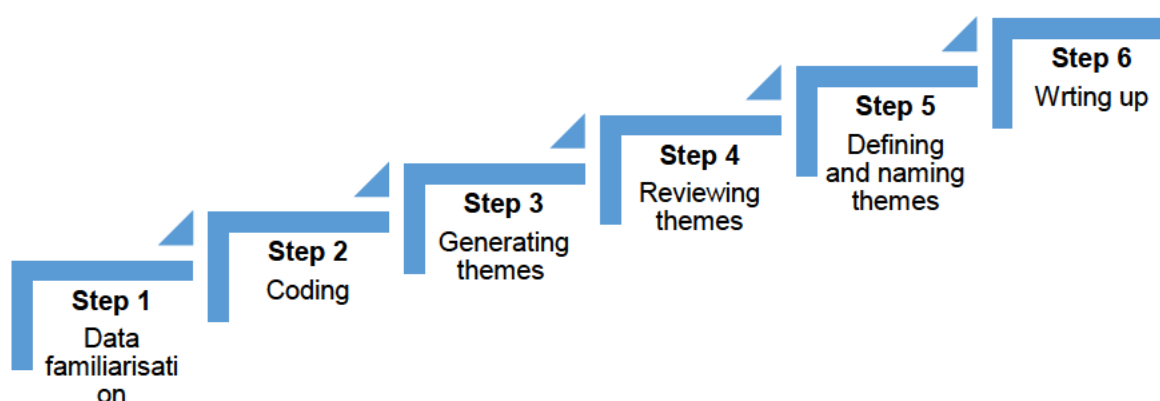 Step 1
Data
familiarisati
on
Step 2
Coding
Step 3
Generating
themes
Step 4
Reviewing
themes
Step 5
Defining
and naming
themes
Step 6
Wrting up